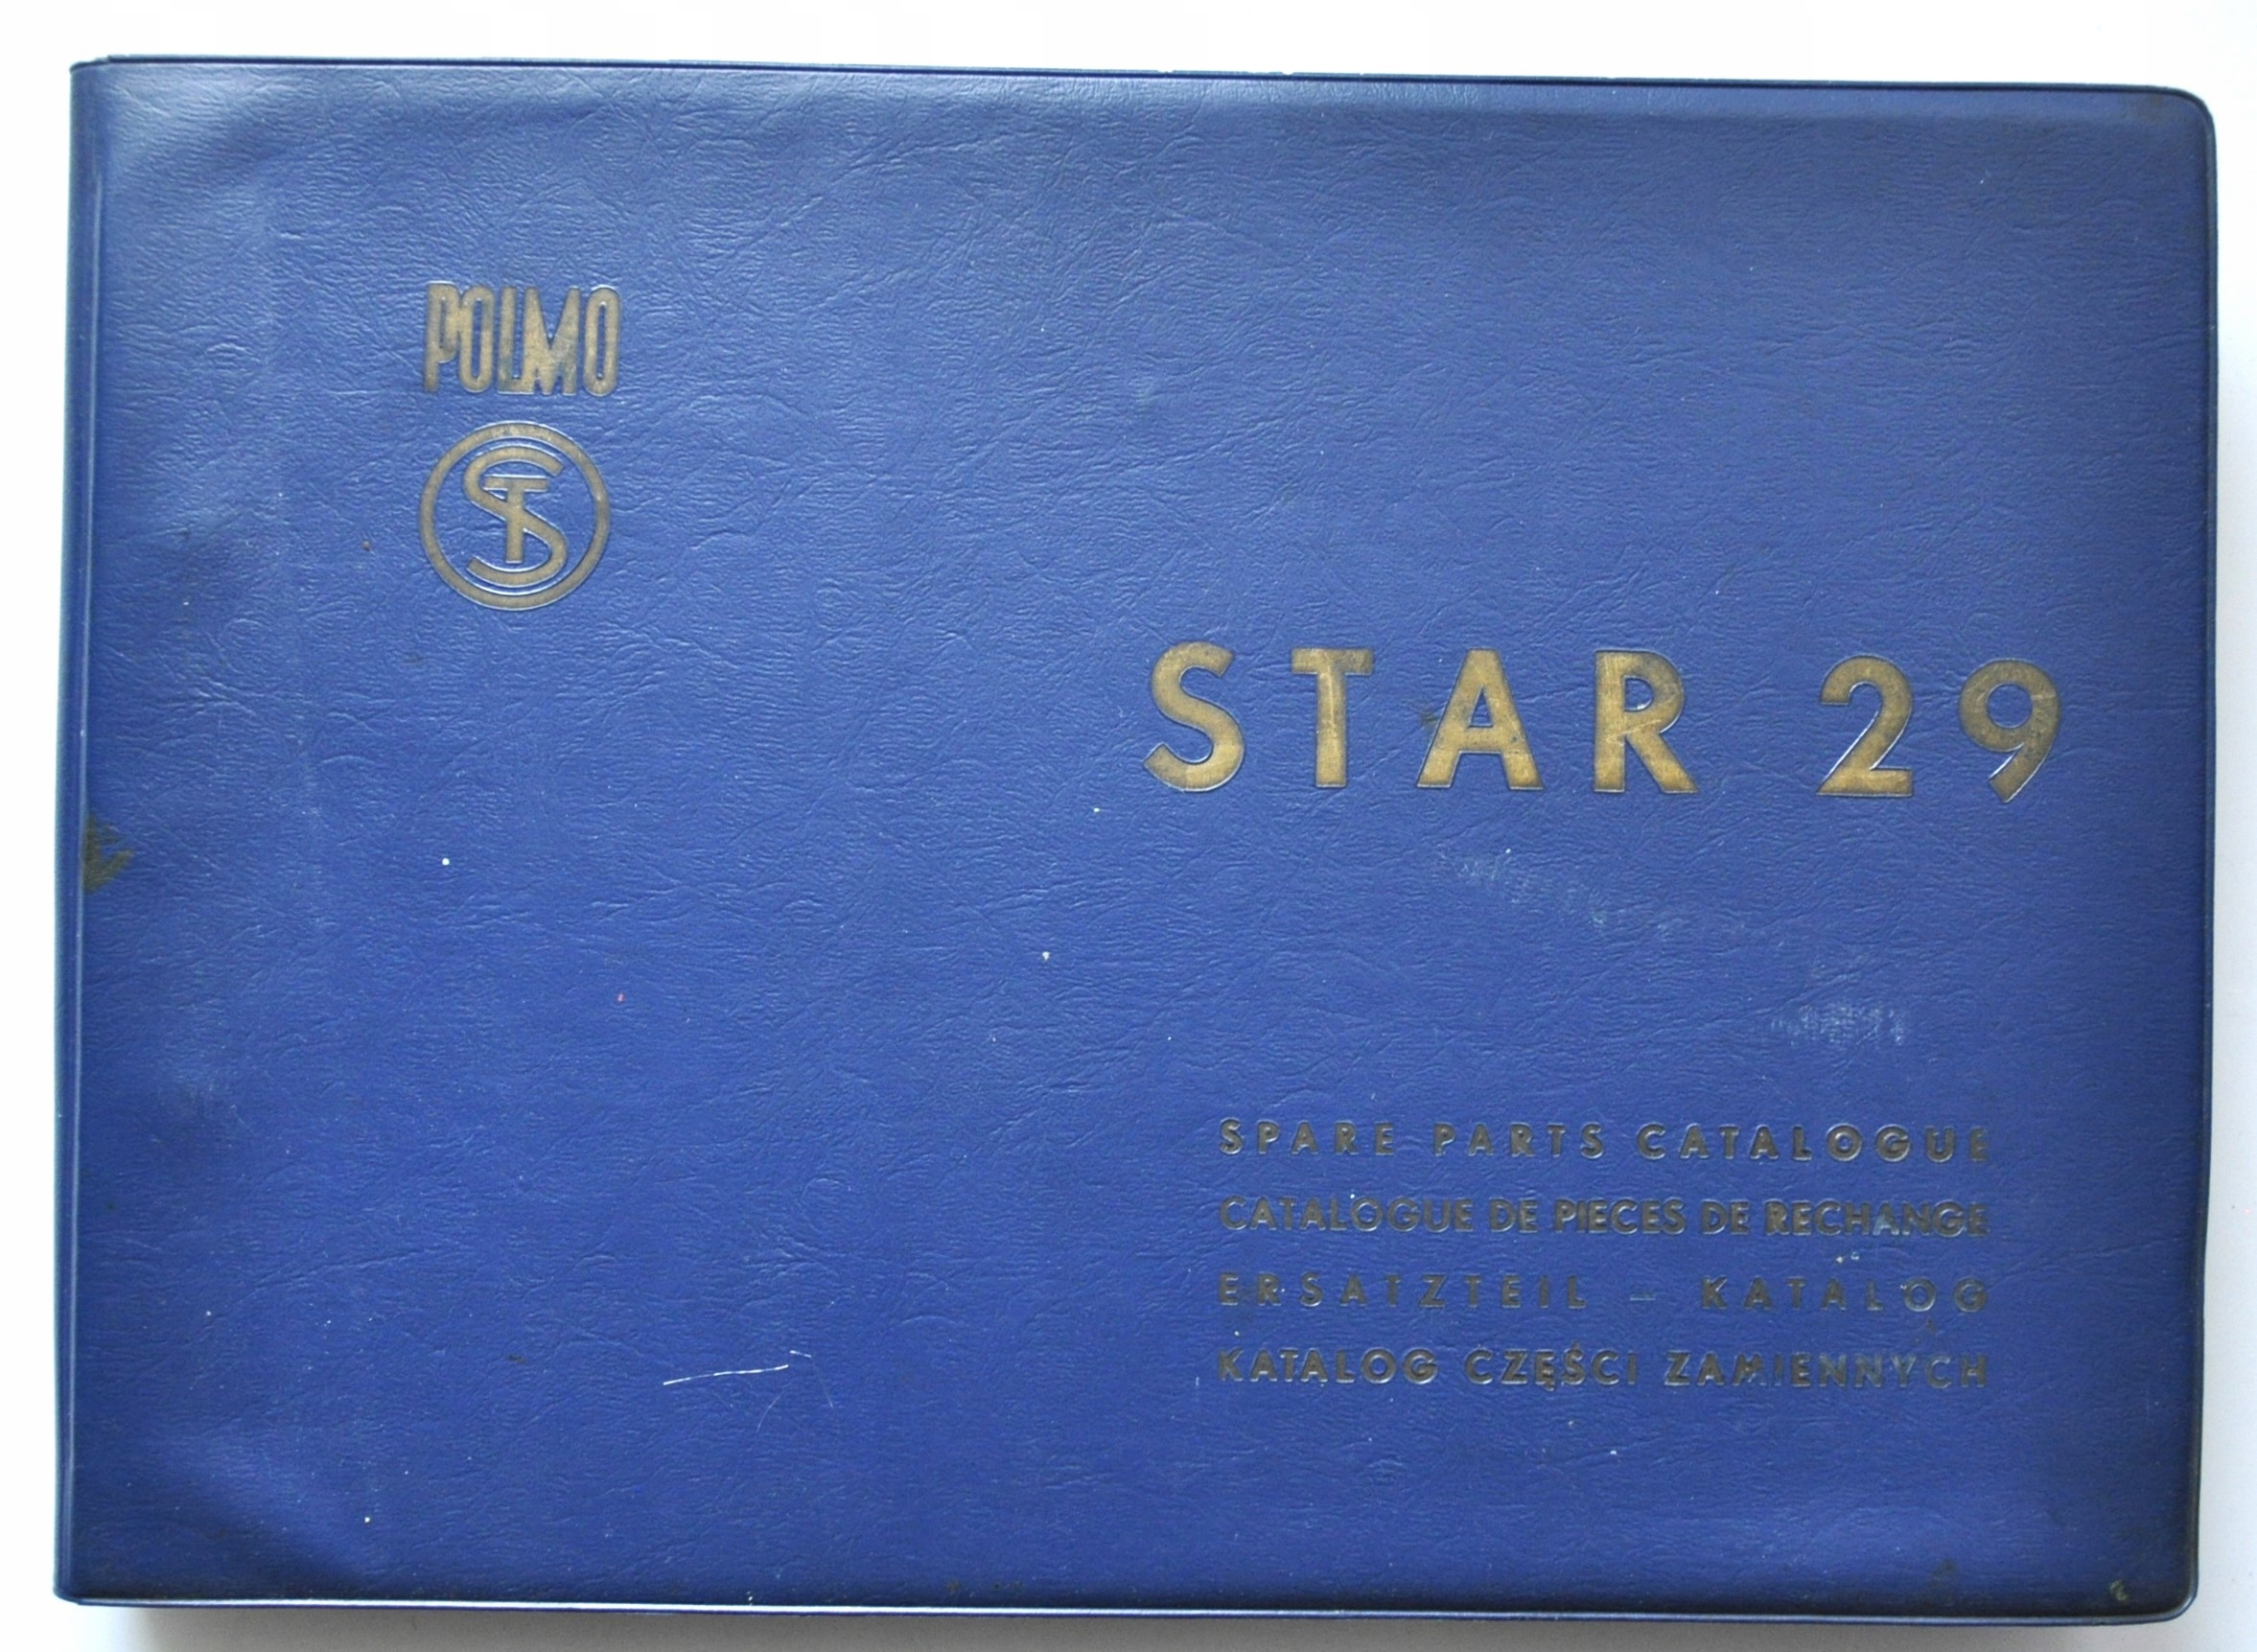 POLMO
ST
STAR 29
SPARE PARTS CATALOGUE
CATALOGUE DE PIECES DE RECHANGE
ERSATZTEIL – KATALOG
KATALOG CZĘŚCI ZAMIENNYCH